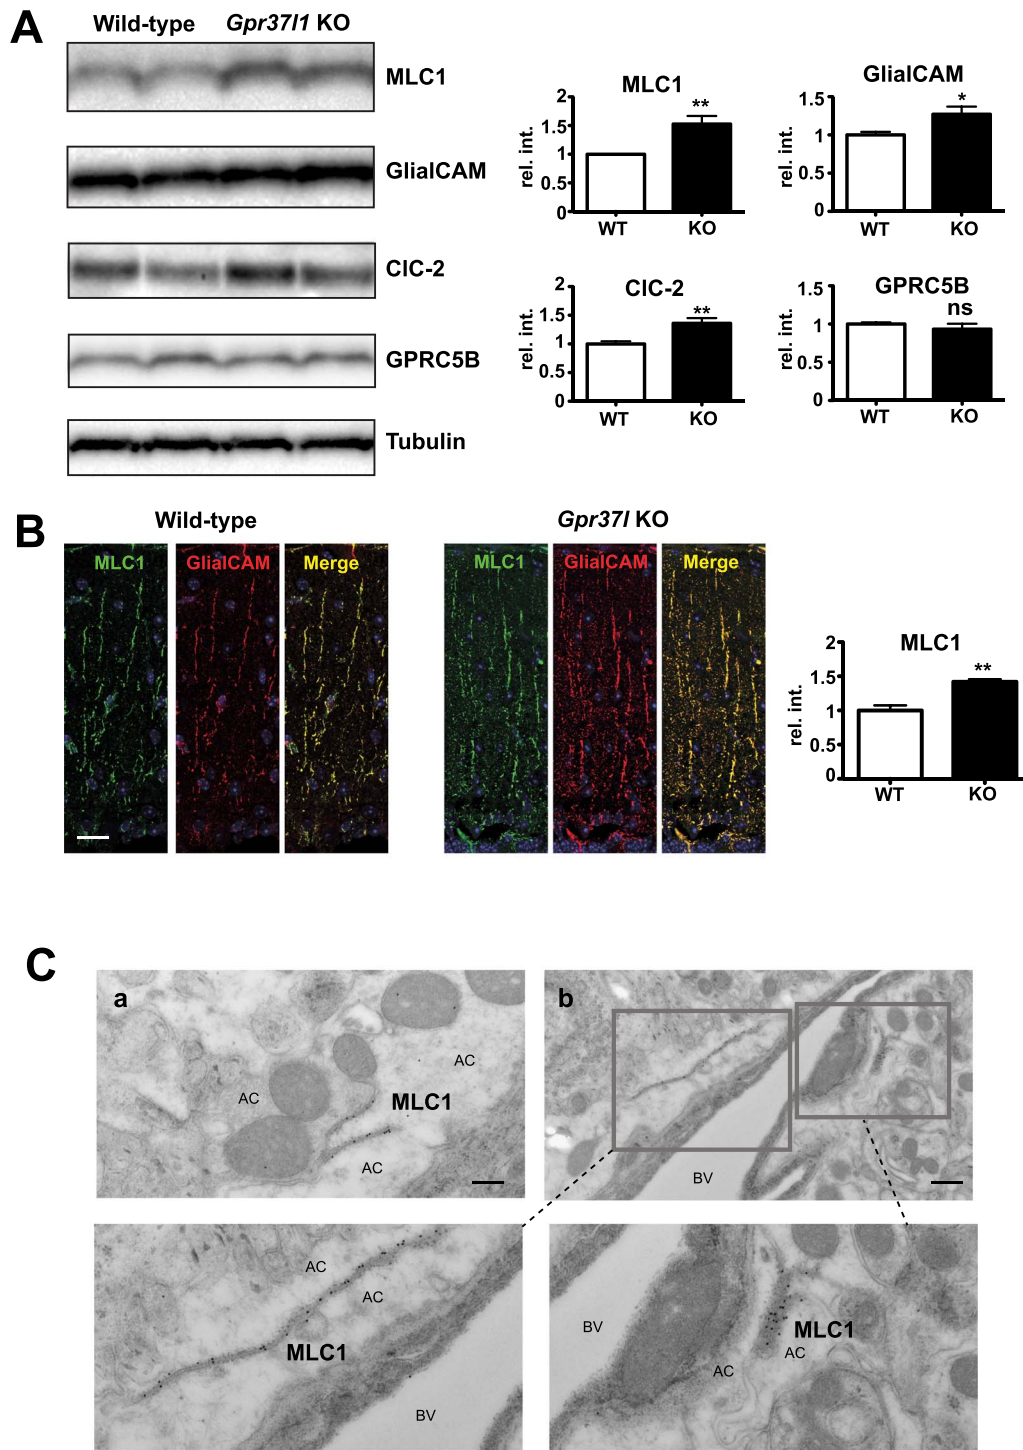 A
Wild-type Gpr37l1 KO
MLC1
GlialCAM
ClC-2
GPRC5B
Tubulin
MLC1
rel. int.
2
1.5
1
0.5
0
**
WT KO
GlialCAM
rel. int.
1.5
1
0.5
0
*
WT KO
ClC-2
rel. int.
2
1.5
1
0.5
0
**
WT KO
GPRC5B
rel. int.
1.5
1
0.5
0
ns
WT KO
B
Wild-type
MLC1 GlialCAM Merge
Gpr37l KO
MLC1 GlialCAM Merge
MLC1
rel. int.
2
1.5
1
0.5
0
**
WT KO
C
a
AC
AC
MLC1
AC
b
BV
AC
AC
MLC1
BV
BV
MLC1
AC
AC